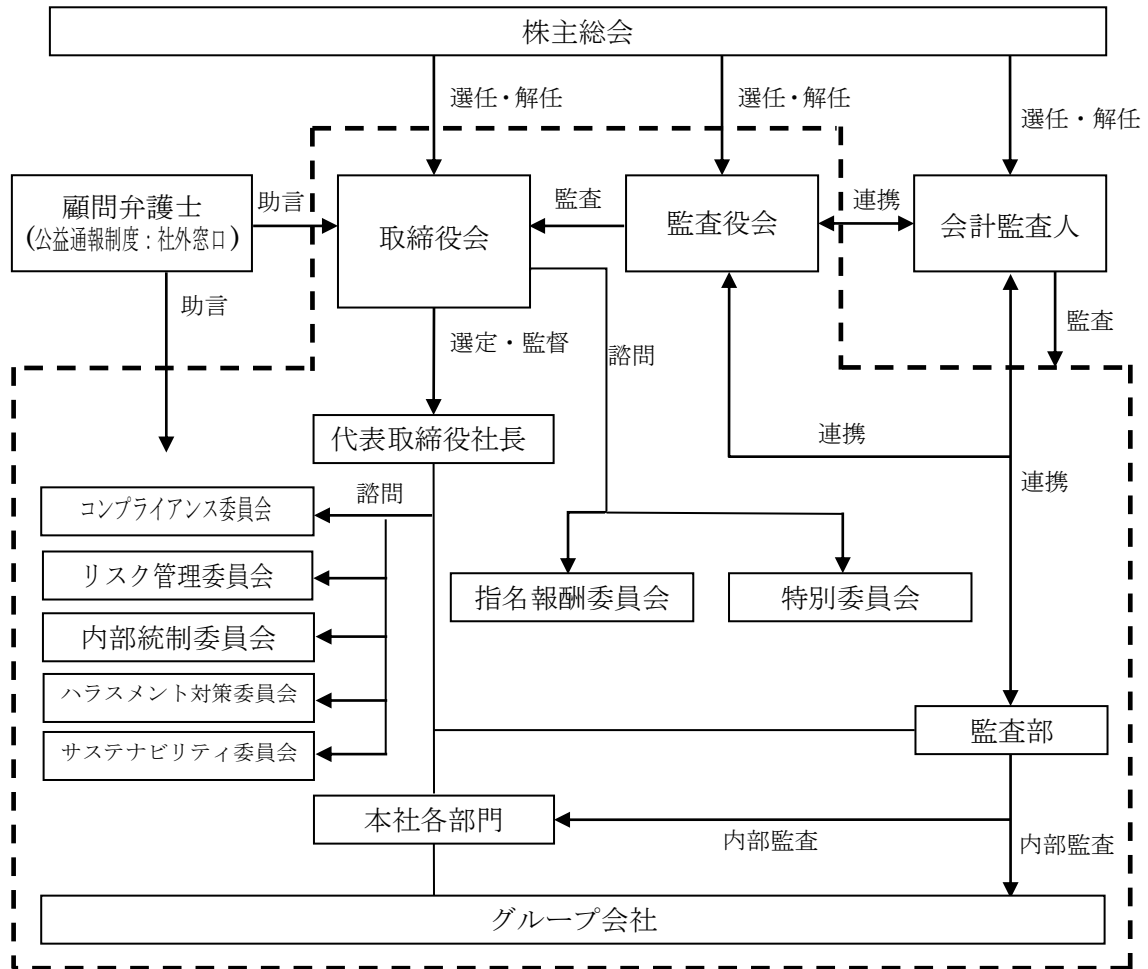 株主総会
選任・解任
選任・解任
選任・解任
顧問弁護士
(公益通報制度：社外窓口)
助言
取締役会
監査
監査役会
連携
会計監査人
助言
監査
選定・監督
諮問
代表取締役社長
連携
連携
諮問
コンプライアンス委員会
リスク管理委員会
指名報酬委員会
特別委員会
内部統制委員会
ハラスメント対策委員会
監査部
サステナビリティ委員会
本社各部門
内部監査
内部監査
グループ会社